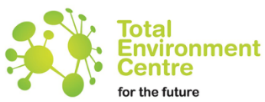 Total
Environment
Centre
for the future